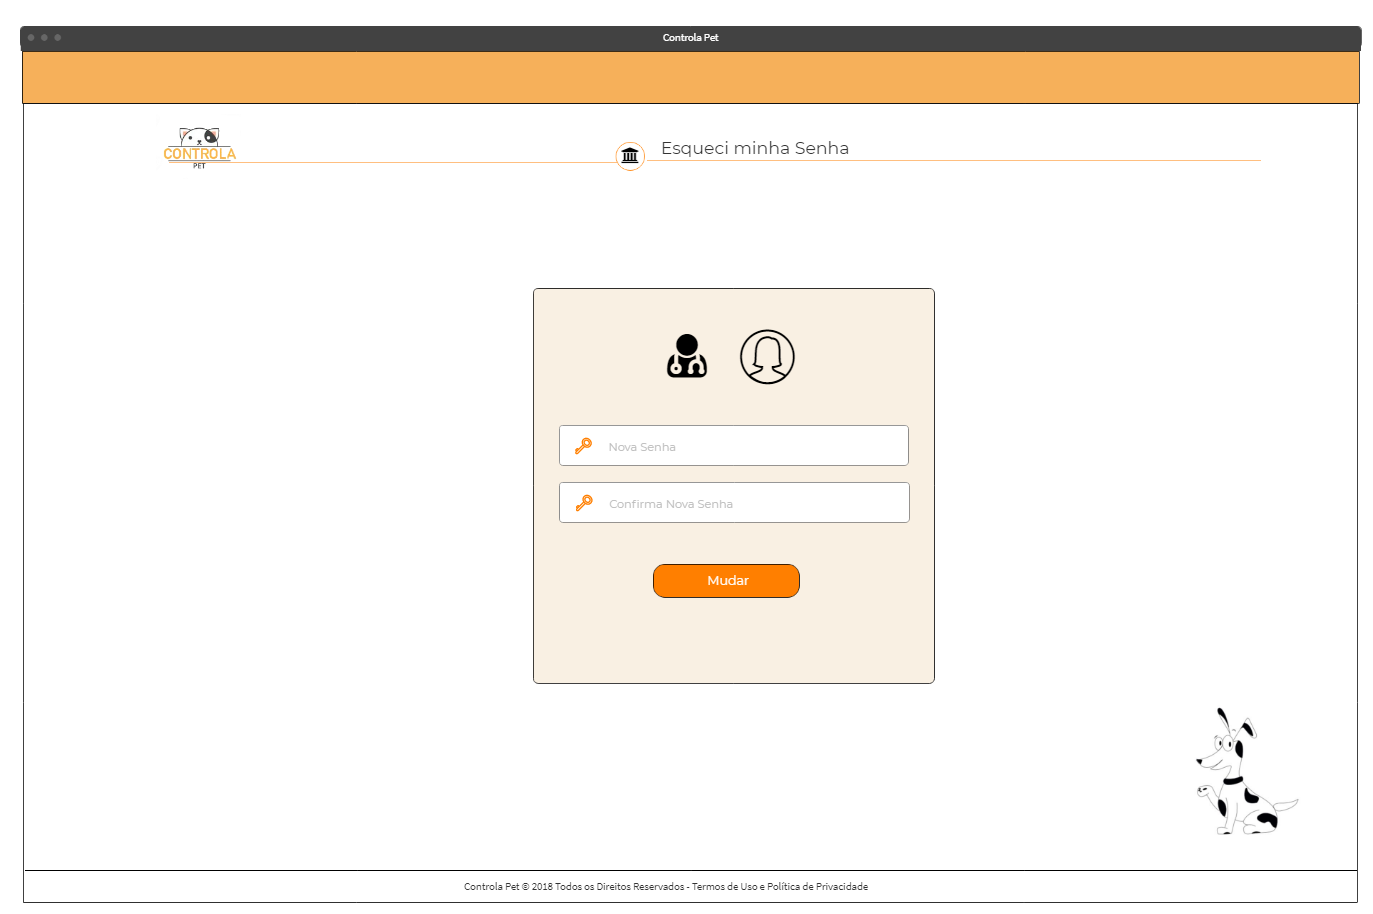 Controla Pet
CONTROLA
PET
Esqueci minha Senha
Nova Senha
Confirma Nova Senha
Mudar
Controla Pet © 2018 Todos os Direitos Reservados - Termos de Uso e Política de Privacidade